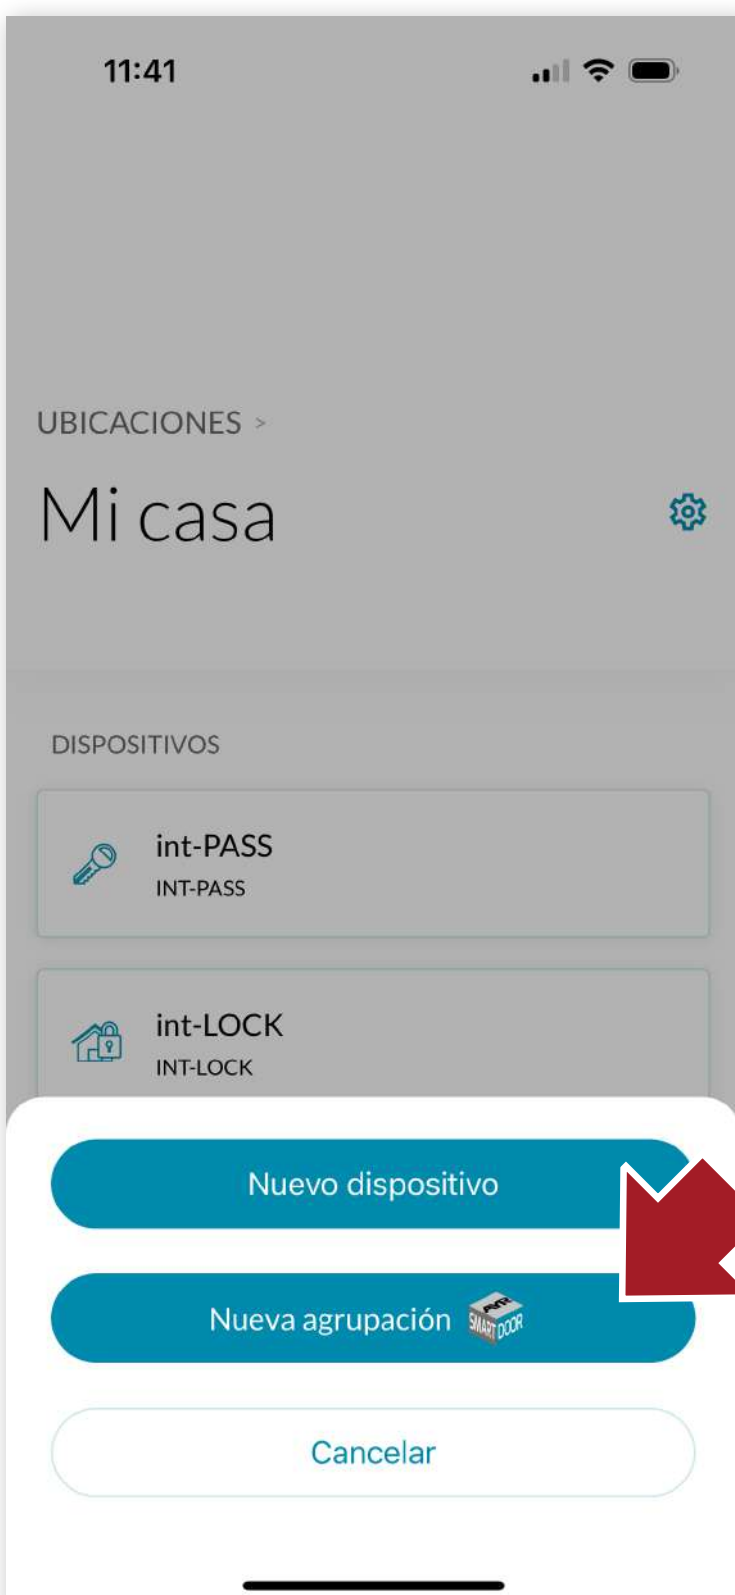 11:41
UBICACIONES >
Mi casa
DISPOSITIVOS
int-PASS
INT-PASS
int-LOCK
INT-LOCK
Nuevo dispositivo
Nueva agrupación
AYR
SMART DOOR
Cancelar